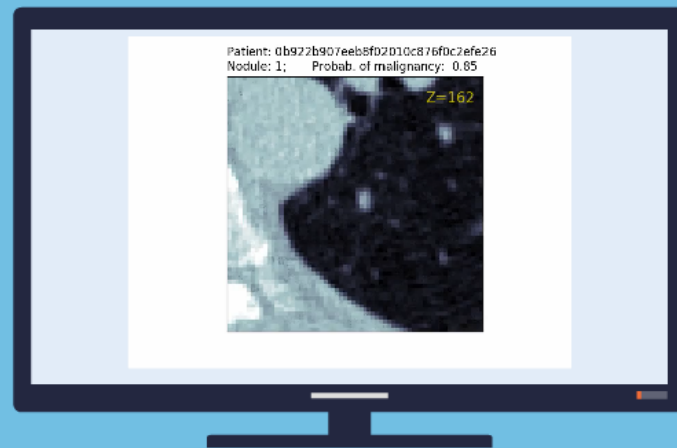 Patient: 0b922b907eeb8f02010c876f0c2efe26
Nodule: 1; Probab. of malignancy: 0.85
Z=162